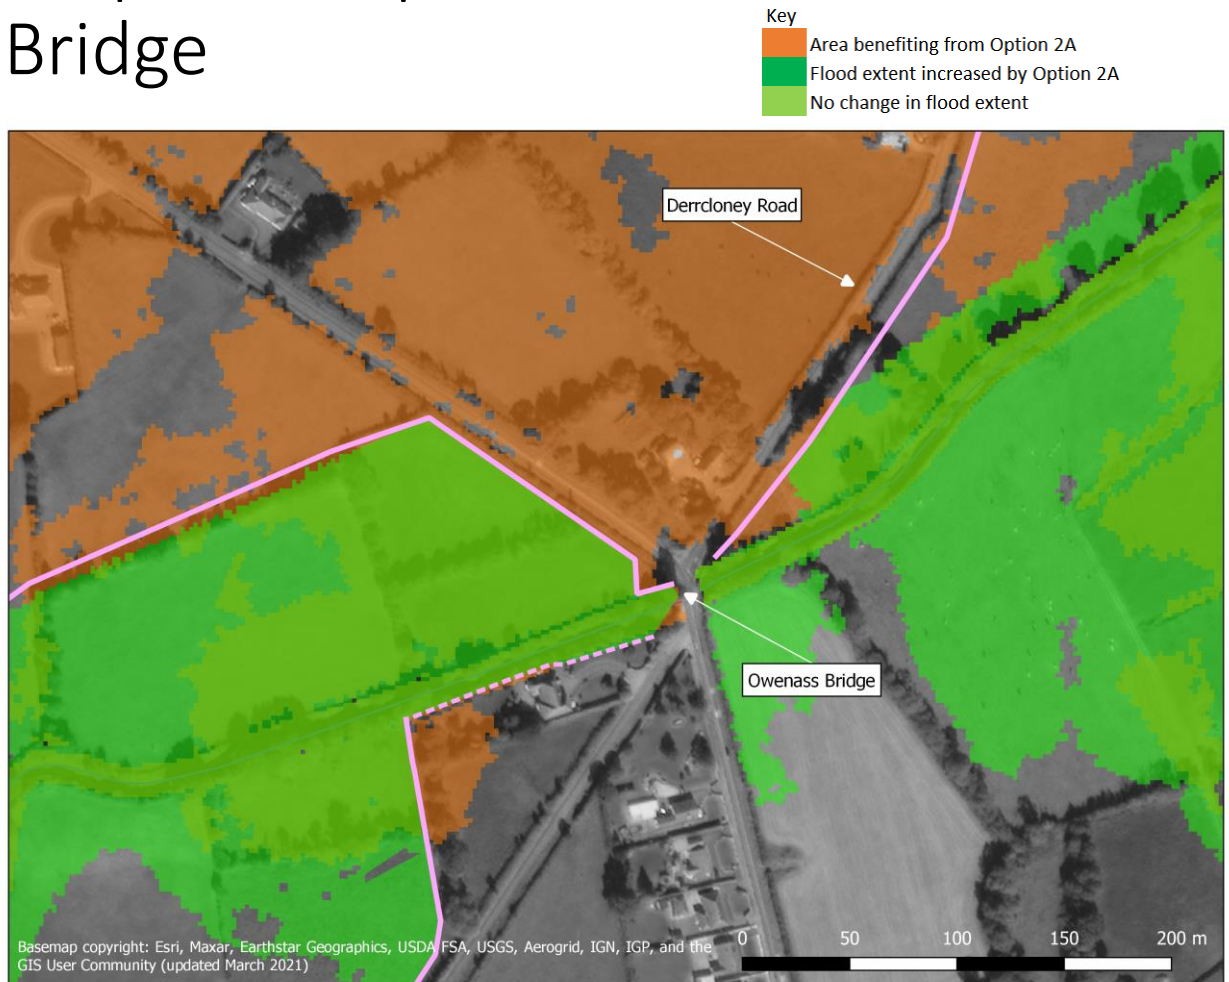 Bridge
Key
Area benefiting from Option 2A
Flood extent increased by Option 2A
No change in flood extent
Derrcloney Road
Owenass Bridge
0 50 100 150 200 m
Basemap copyright: Esri, Maxar, Earthstar Geographics, USDA FSA, USGS, Aerogrid, IGN, IGP, and the
GIS User Community (updated March 2021)